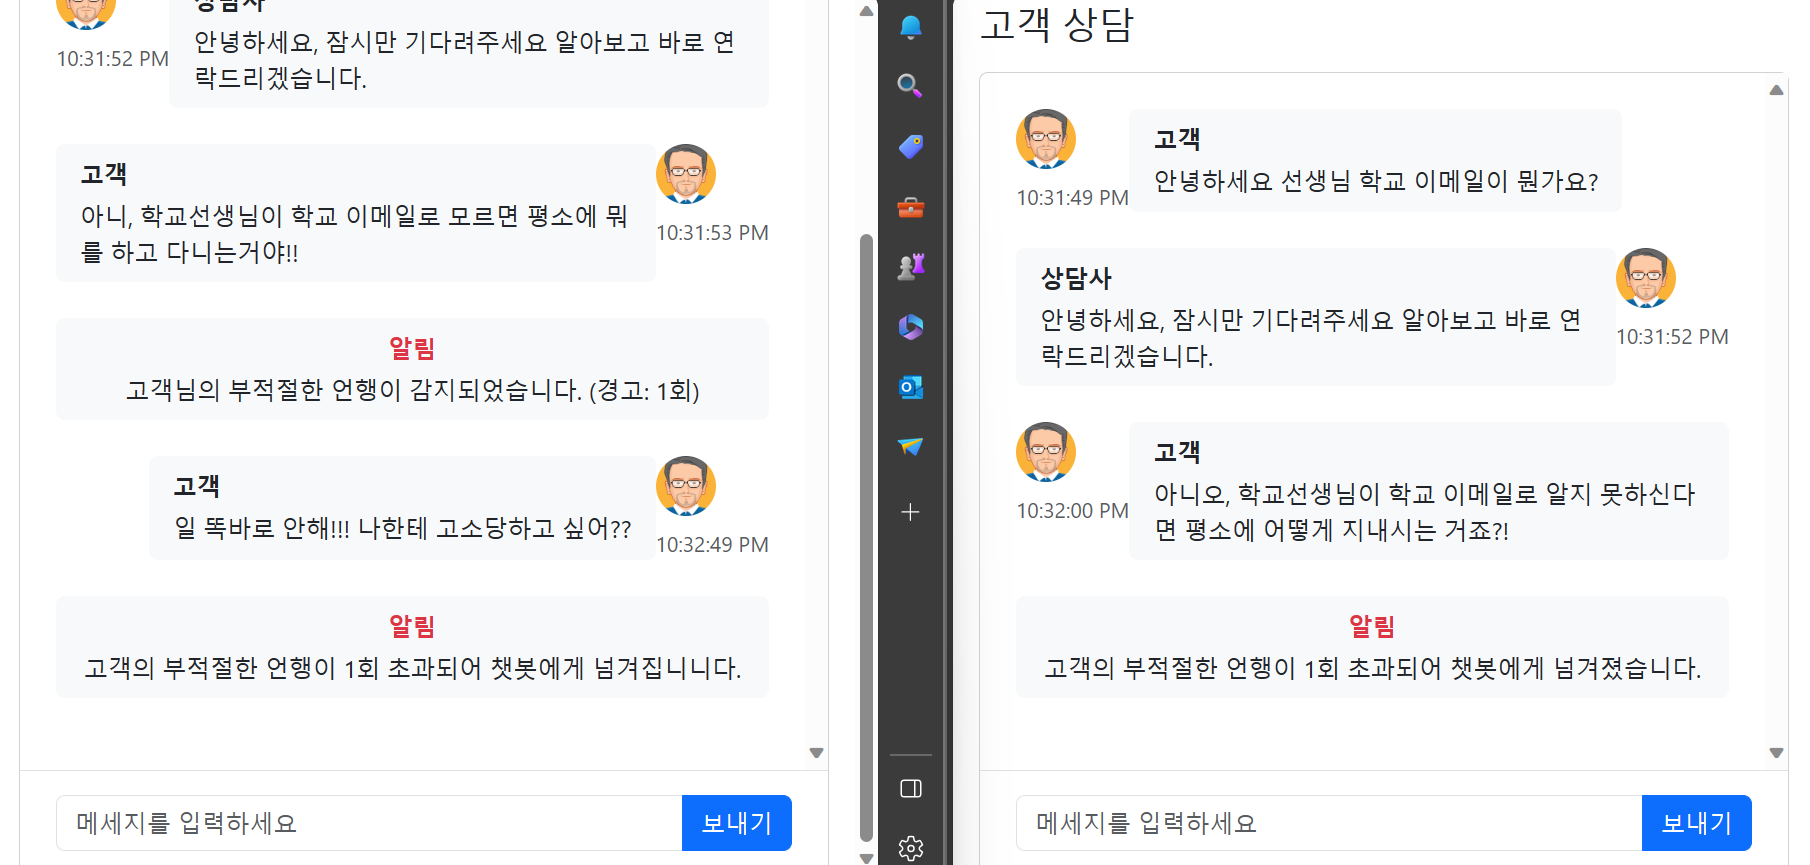 상담사
안녕하세요, 잠시만 기다려주세요 알아보고 바로 연
락드리겠습니다.
10:31:52 PM
고객
아니, 학교선생님이 학교 이메일로 모르면 평소에 뭐
를 하고 다니는거야!!
10:31:53 PM
알림
고객님의 부적절한 언행이 감지되었습니다. (경고: 1회)
고객
일 똑바로 안해!!! 나한테 고소당하고 싶어??
10:32:49 PM
알림
고객의 부적절한 언행이 1회 초과되어 챗봇에게 넘겨집니니다.
메세지를 입력하세요
보내기
고객 상담
고객
안녕하세요 선생님 학교 이메일이 뭔가요?
10:31:49 PM
상담사
안녕하세요, 잠시만 기다려주세요 알아보고 바로 연
락드리겠습니다.
10:31:52 PM
고객
아니오, 학교선생님이 학교 이메일로 알지 못하신다
면 평소에 어떻게 지내시는 거죠?!
10:32:00 PM
알림
고객의 부적절한 언행이 1회 초과되어 챗봇에게 넘겨졌습니다.
메세지를 입력하세요
보내기